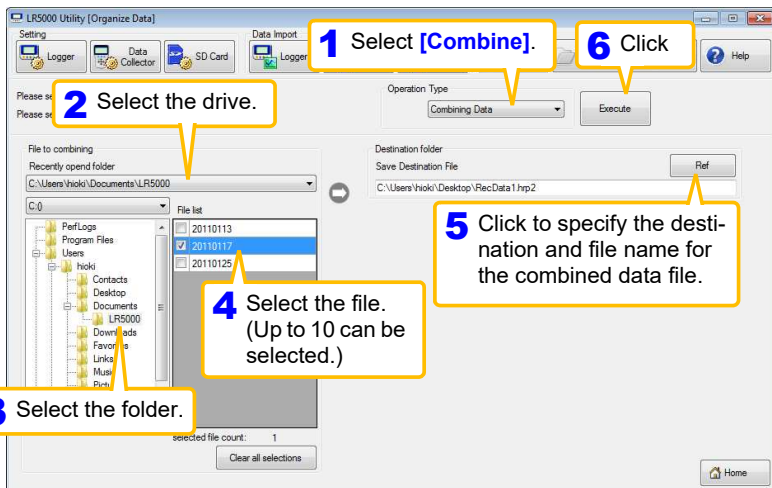 LR5000 Utility [Organize Data]
Setting
Data Import
Logger
Data
Collector
SD Card
Logger
Help
1 Select [Combine].
6 Click
Please se
Please se
2 Select the drive.
Operation Type
Combining Data
Execute
File to combining
Recently opend folder
C:\Users\hioki\Documents\LR5000
C:()
File list
PerfLogs
Program Files
Users
hioki
Contacts
Desktop
Documents
LR5000
Downloads
Favorites
Links
Music
20110113
20110117
20110125
4 Select the file.
(Up to 10 can be
selected.)
3 Select the folder.
selected file count: 1
Clear all selections
Destination folder
Save Destination File
Ref
C:\Users\hioki\Desktop\RecData1.hrp2
5 Click to specify the desti-
nation and file name for
the combined data file.
Home